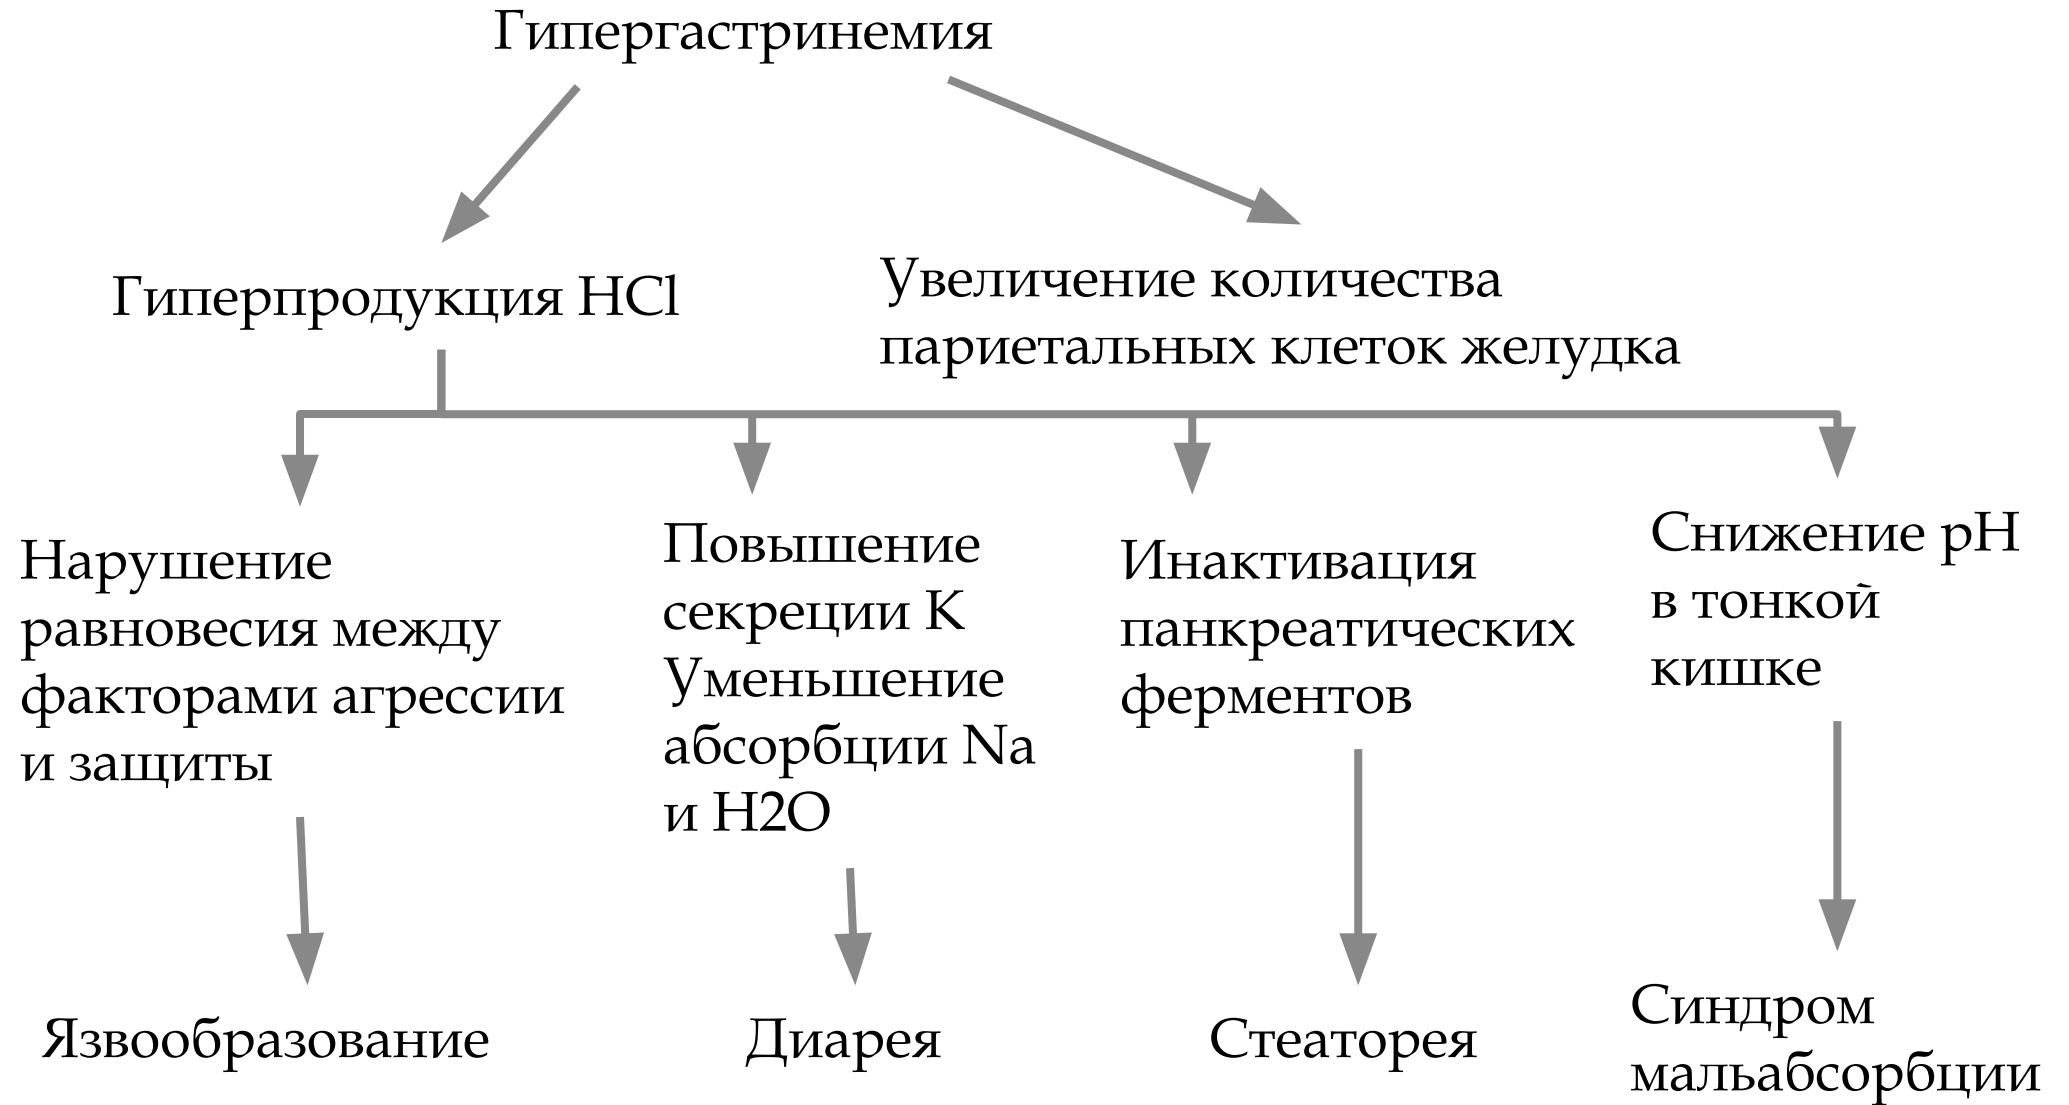 Гипергастринемия
Гиперпродукция HCl
Увеличение количества
париетальных клеток желудка
Нарушение
равновесия между
факторами агрессии
и защиты
Повышение
секреции К
Уменьшение
абсорбции Na
и H2O
Инактивация
панкреатических
ферментов
Снижение pH
в тонкой
кишке
Язвообразование
Диарея
Стеаторея
Синдром
мальабсорбции